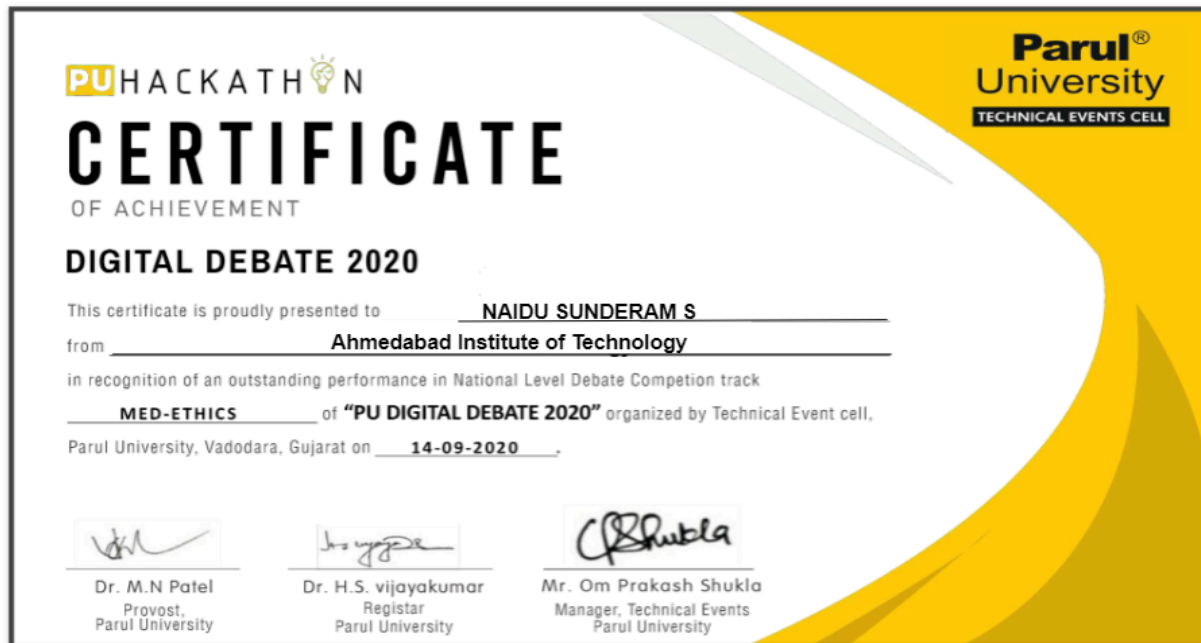 PUHACKATHON
Parul®
University
TECHNICAL EVENTS CELL
CERTIFICATE
OF ACHIEVEMENT
DIGITAL DEBATE 2020
This certificate is proudly presented to NAIDU SUNDERAM S
from Ahmedabad Institute of Technology
in recognition of an outstanding performance in National Level Debate Competion track
MED-ETHICS of “PU DIGITAL DEBATE 2020” organized by Technical Event cell,
Parul University, Vadodara, Gujarat on 14-09-2020.
Shukla
Dr. M.N Patel
Provost,
Parul University
Dr. H.S. vijayakumar
Registar
Parul University
Mr. Om Prakash Shukla
Manager, Technical Events
Parul University